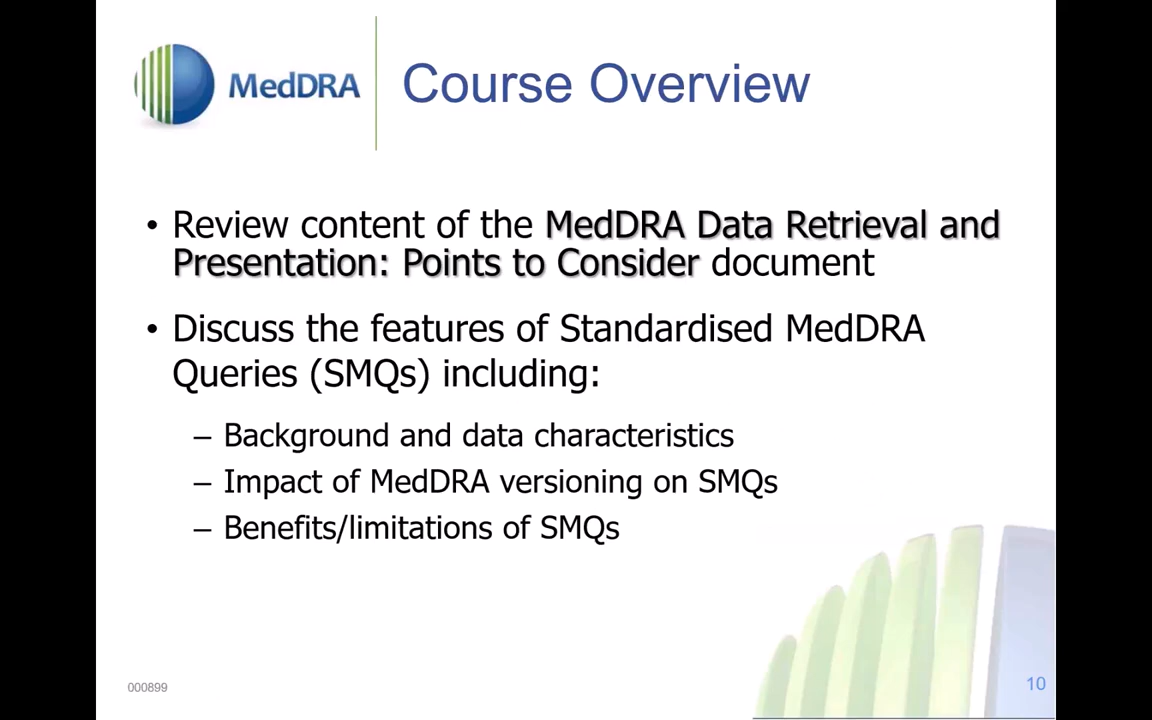 MedDRA
Course Overview
• Review content of the MedDRA Data Retrieval and
Presentation: Points to Consider document
• Discuss the features of Standardised MedDRA
Queries (SMQs) including:
– Background and data characteristics
– Impact of MedDRA versioning on SMQs
– Benefits/limitations of SMQs
000899
10